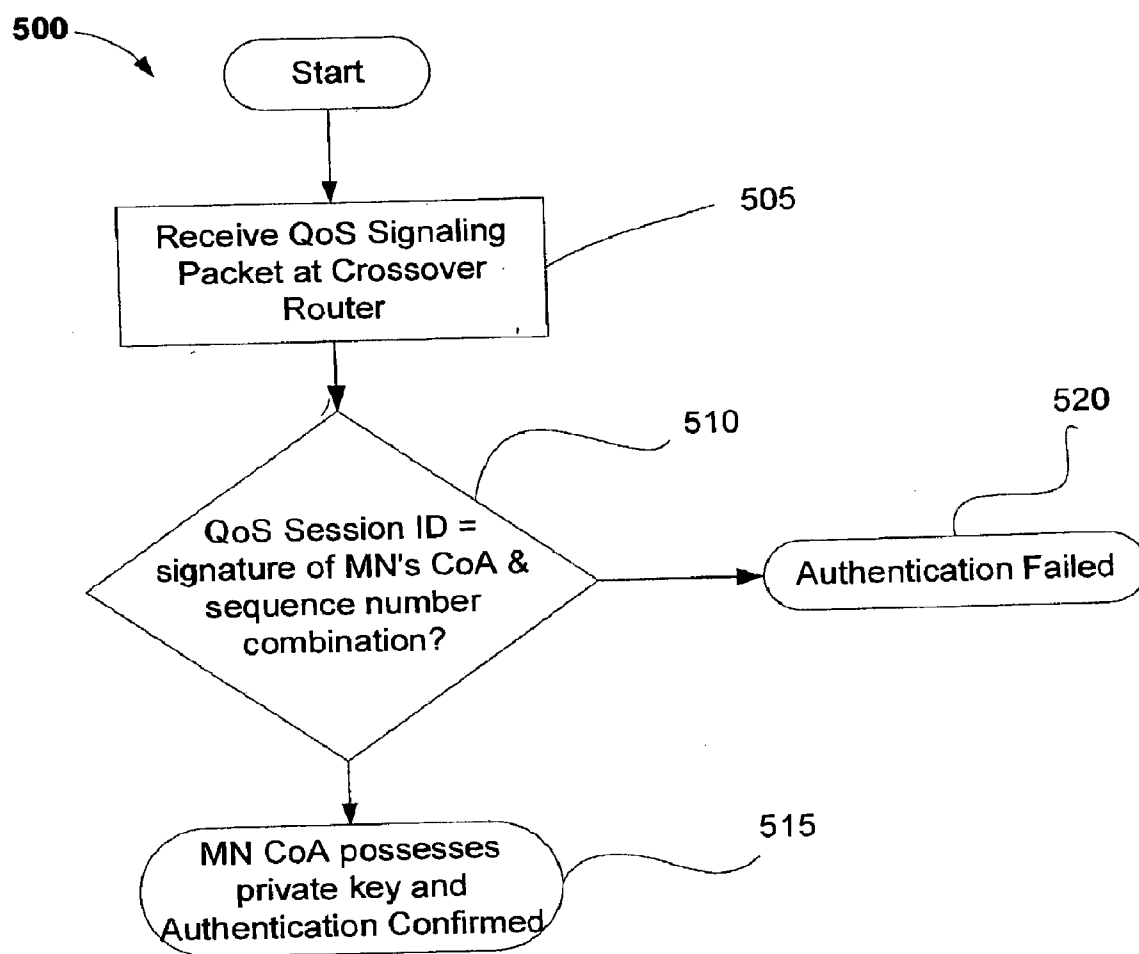 500
Start
505
Receive QoS Signaling
Packet at Crossover
Router
510
520
QoS Session ID =
signature of MN's CoA &
sequence number
combination?
Authentication Failed
515
MN CoA possesses
private key and
Authentication Confirmed